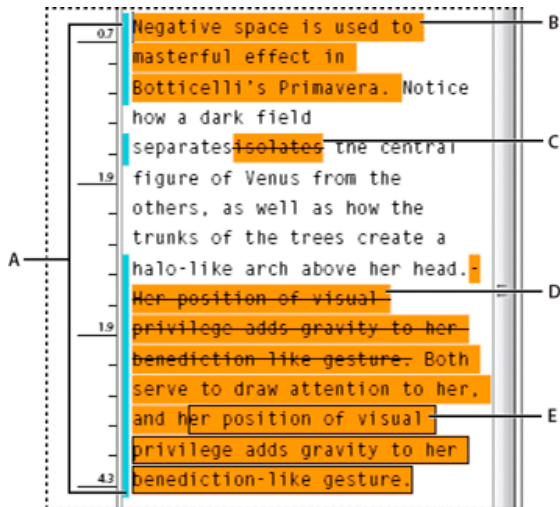 0.7 Negative space is used to B
masterful effect in
Botticelli's Primavera. Notice
how a dark field
separatesisolates the central C
1.9 figure of Venus from the
others, as well as how the
trunks of the trees create a
A halo-like arch above her head.-
Her position of visual D
1.9 privilege adds gravity to her
benediction like gesture. Both
serve to draw attention to her,
and her position of visual E
privilege adds gravity to her
4.3 benediction-like gesture.